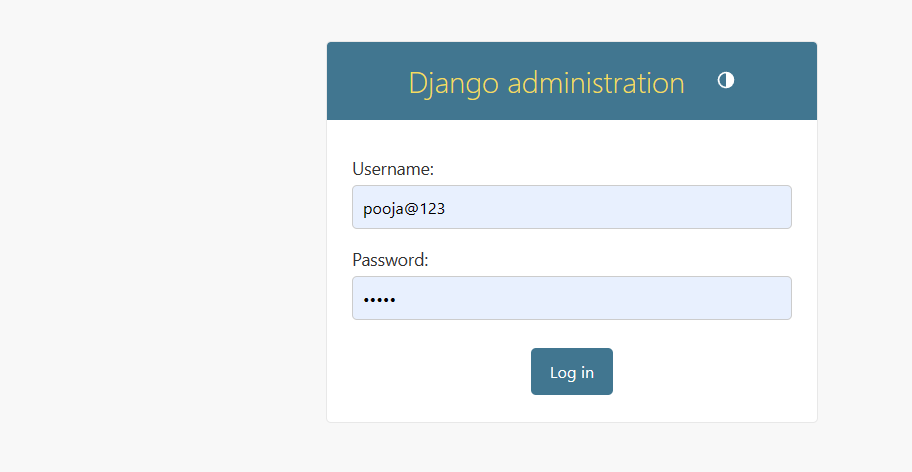 Django administration
Username:
pooja@123
Password:
•••••
Log in